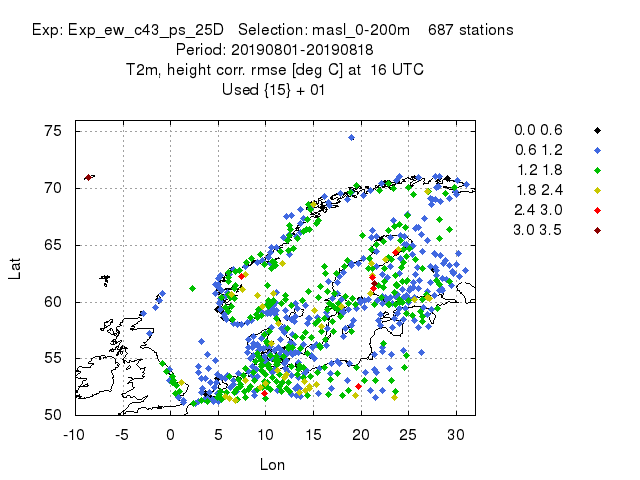 Exp: Exp_ew_c43_ps_25D Selection: masl_0-200m 687 stations
Period: 20190801-20190818
T2m, height corr. rmse [deg C] at 16 UTC
Used {15} + 01
75
70
65
60
55
50
-10 -5 0 5 10 15 20 25 30
Lat
Lon
0.0 0.6
0.6 1.2
1.2 1.8
1.8 2.4
2.4 3.0
3.0 3.5